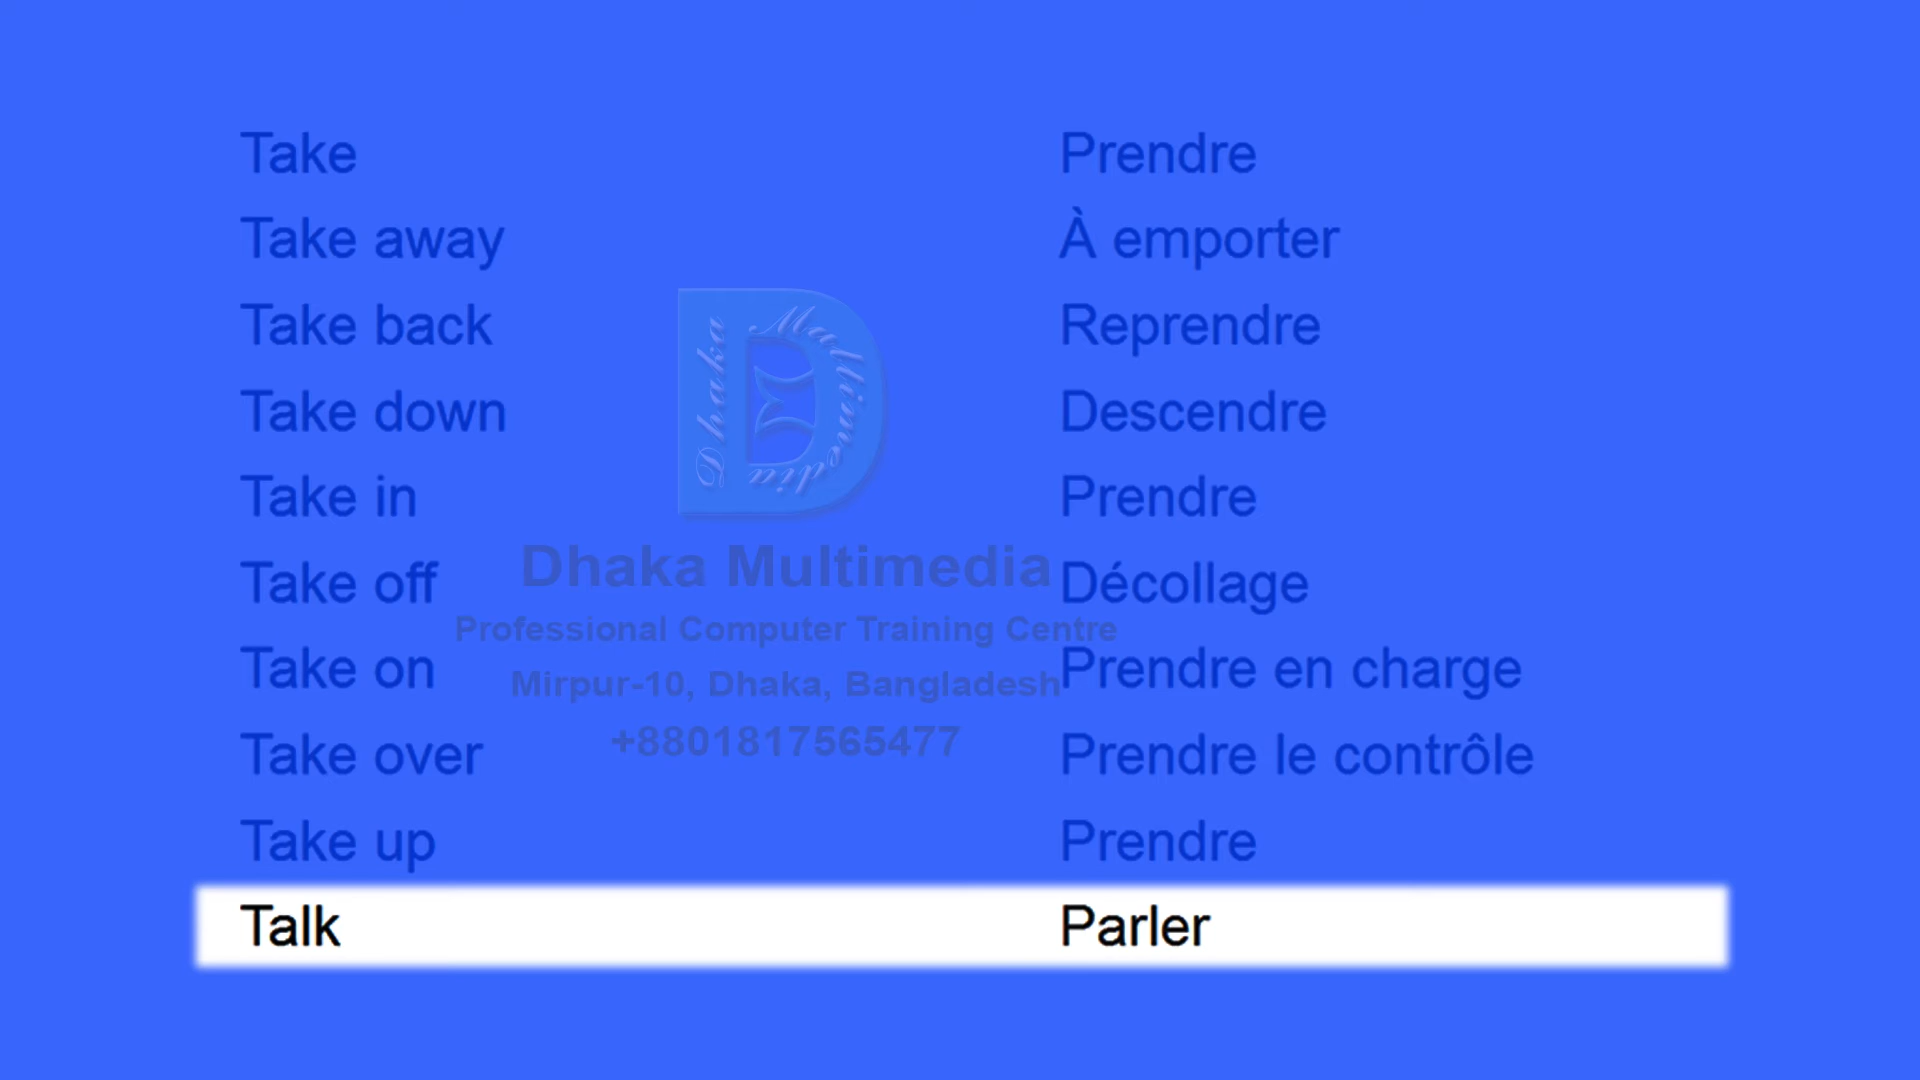 Take Prendre
Take away À emporter
Take back Reprendre
Take down Descendre
Take in Prendre
Take off Décollage
Take on Prendre en charge
Take over Prendre le contrôle
Take up Prendre
Talk Parler
Dhaka Multimedia
Dhaka Multimedia
Professional Computer Training Centre
Mirpur-10, Dhaka, Bangladesh
+8801817565477